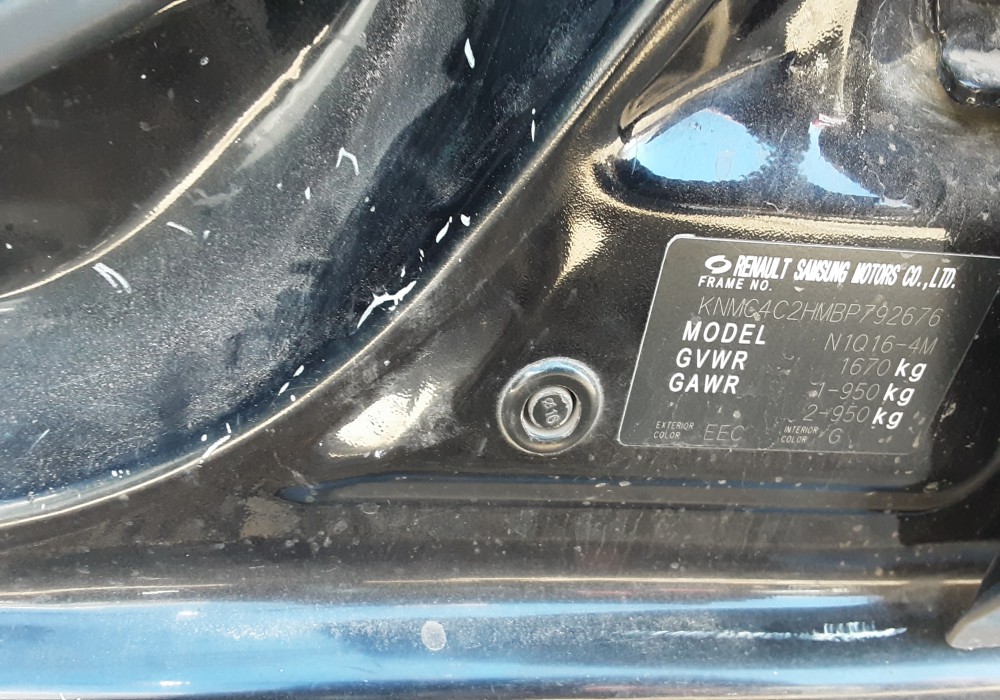 RENAULT SAMSUNG MOTORS CO.,LTD.
FRAME NO.
KNMC4C2HMBP792676
MODEL N1Q16-4M
GVWR 1670 kg
GAWR 1-950 kg
2-950 kg
EXTERIOR COLOR EEC INTERIOR COLOR G